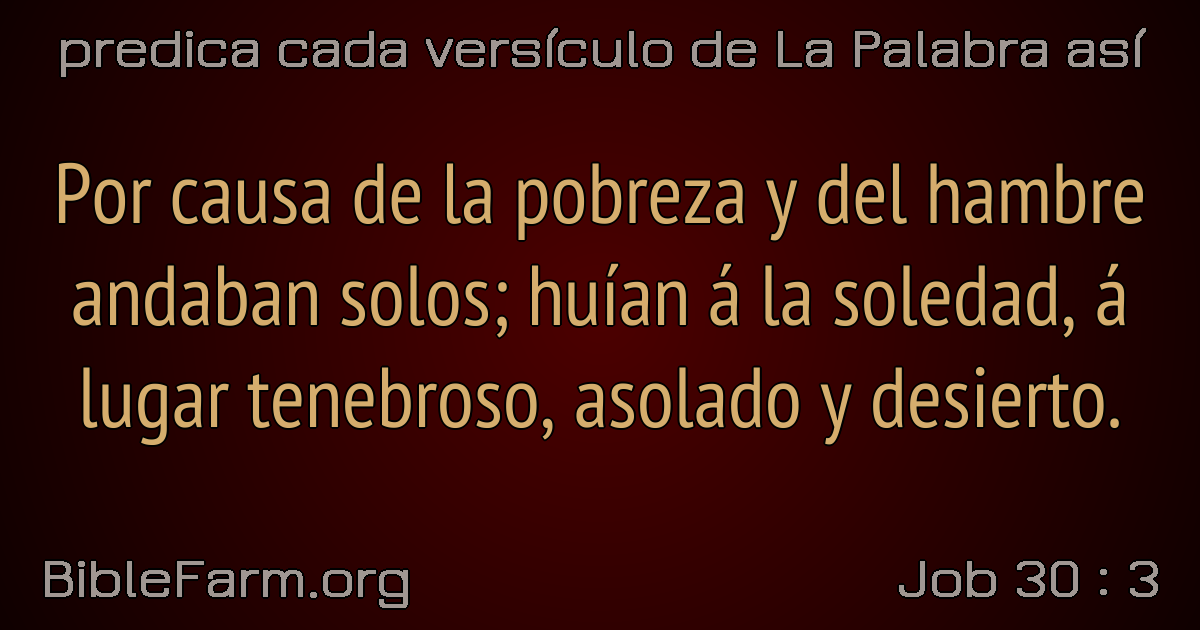 predica cada versículo de La Palabra así
Por causa de la pobreza y del hambre
andaban solos; huían á la soledad, á
lugar tenebroso, asolado y desierto.
BibleFarm.org
Job 30 : 3